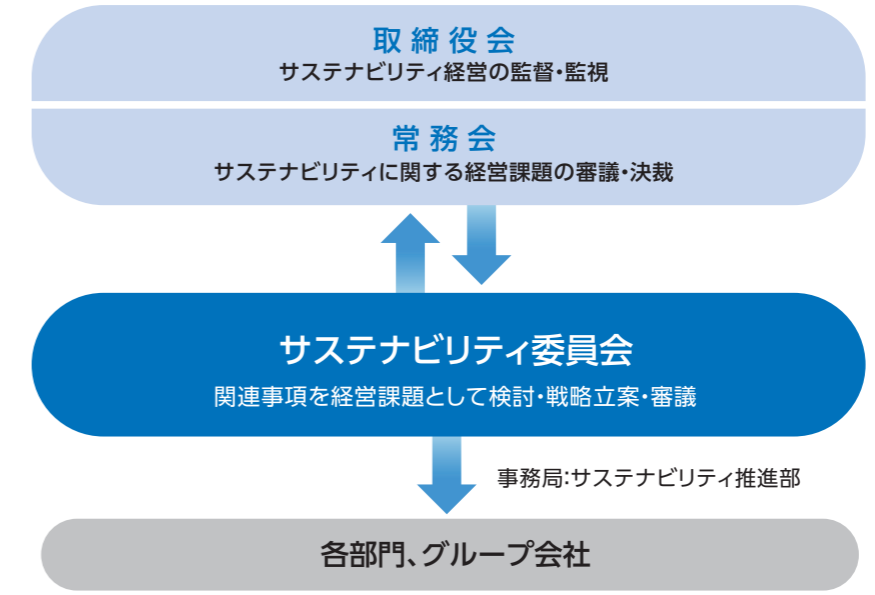 取締役会
サステナビリティ経営の監督・監視
常務会
サステナビリティに関する経営課題の審議・決裁
サステナビリティ委員会
関連事項を経営課題として検討・戦略立案・審議
事務局:サステナビリティ推進部
各部門、グループ会社